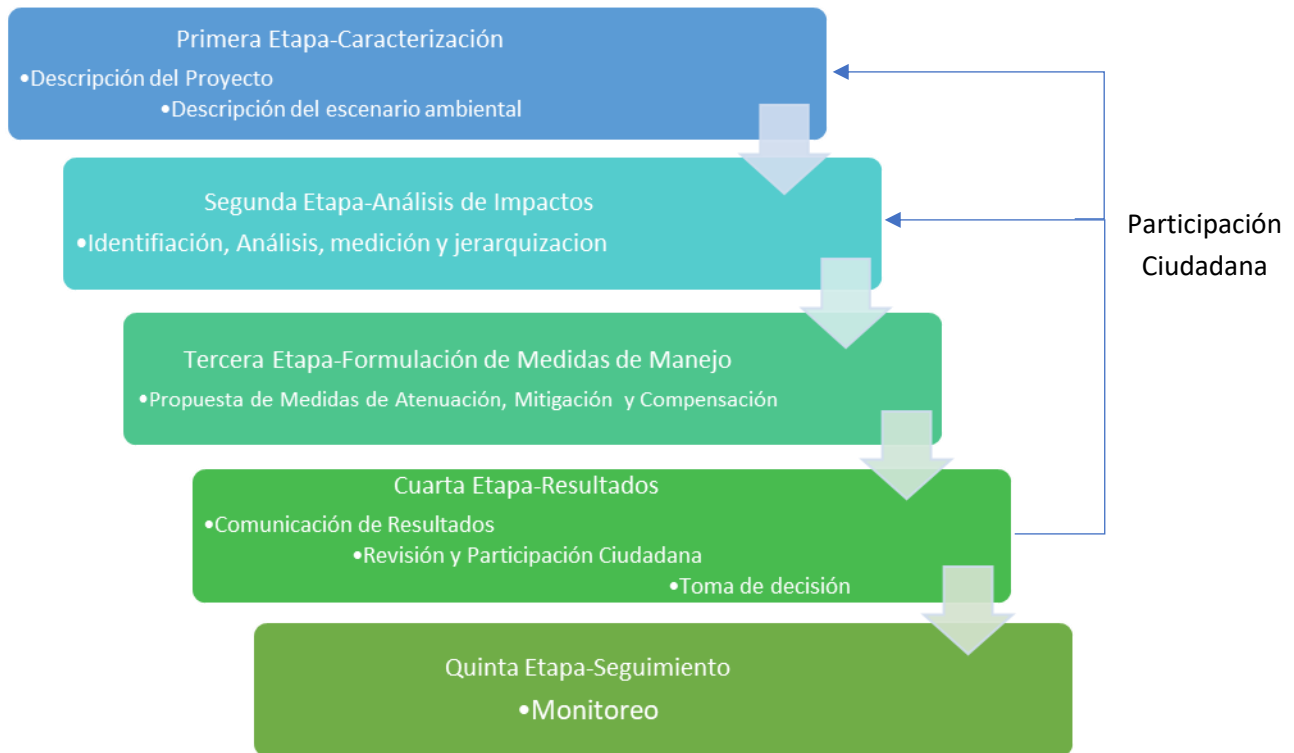 Primera Etapa-Caracterización
•Descripción del Proyecto
•Descripción del escenario ambiental
Segunda Etapa-Análisis de Impactos
•Identifiación, Análisis, medición y jerarquizacion
Participación
Ciudadana
Tercera Etapa-Formulación de Medidas de Manejo
•Propuesta de Medidas de Atenuación, Mitigación y Compensación
Cuarta Etapa-Resultados
•Comunicación de Resultados
•Revisión y Participación Ciudadana
•Toma de decisión
Quinta Etapa-Seguimiento
•Monitoreo